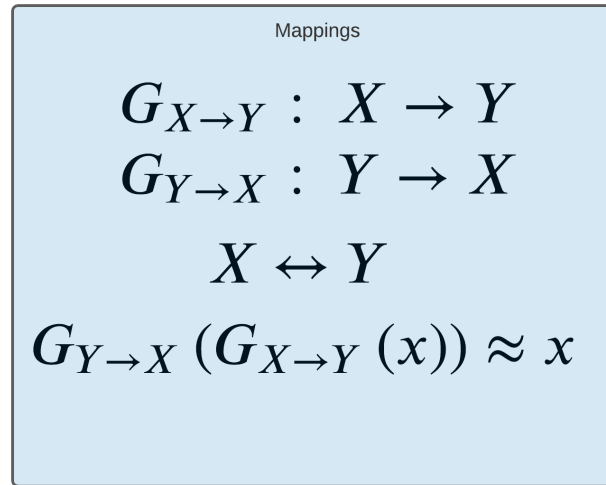 Mappings
G_{X→Y} : X → Y
G_{Y→X} : Y → X
X ↔ Y
G_{Y→X} (G_{X→Y} (x)) ≈ x